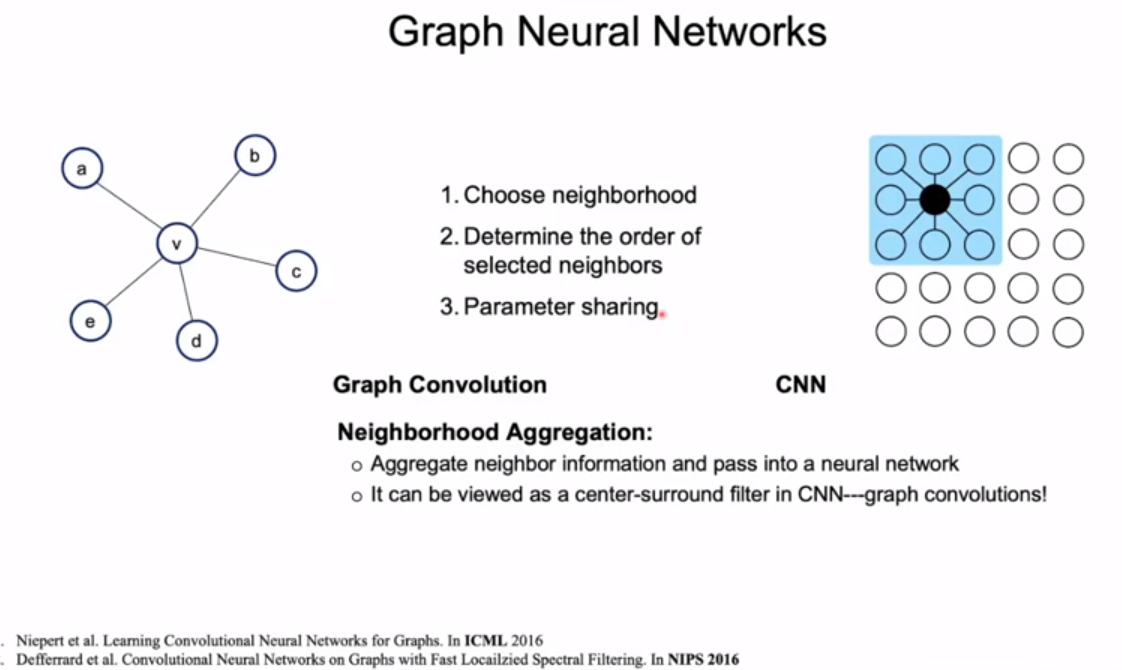 Graph Neural Networks
a
b
v
c
e
d
1. Choose neighborhood
2. Determine the order of
selected neighbors
3. Parameter sharing
Graph Convolution
CNN
Neighborhood Aggregation:
o Aggregate neighbor information and pass into a neural network
o It can be viewed as a center-surround filter in CNN---graph convolutions!
. Niepert et al. Learning Convolutional Neural Networks for Graphs. In ICML 2016
. Defferrard et al. Convolutional Neural Networks on Graphs with Fast Locailzied Spectral Filtering. In NIPS 2016